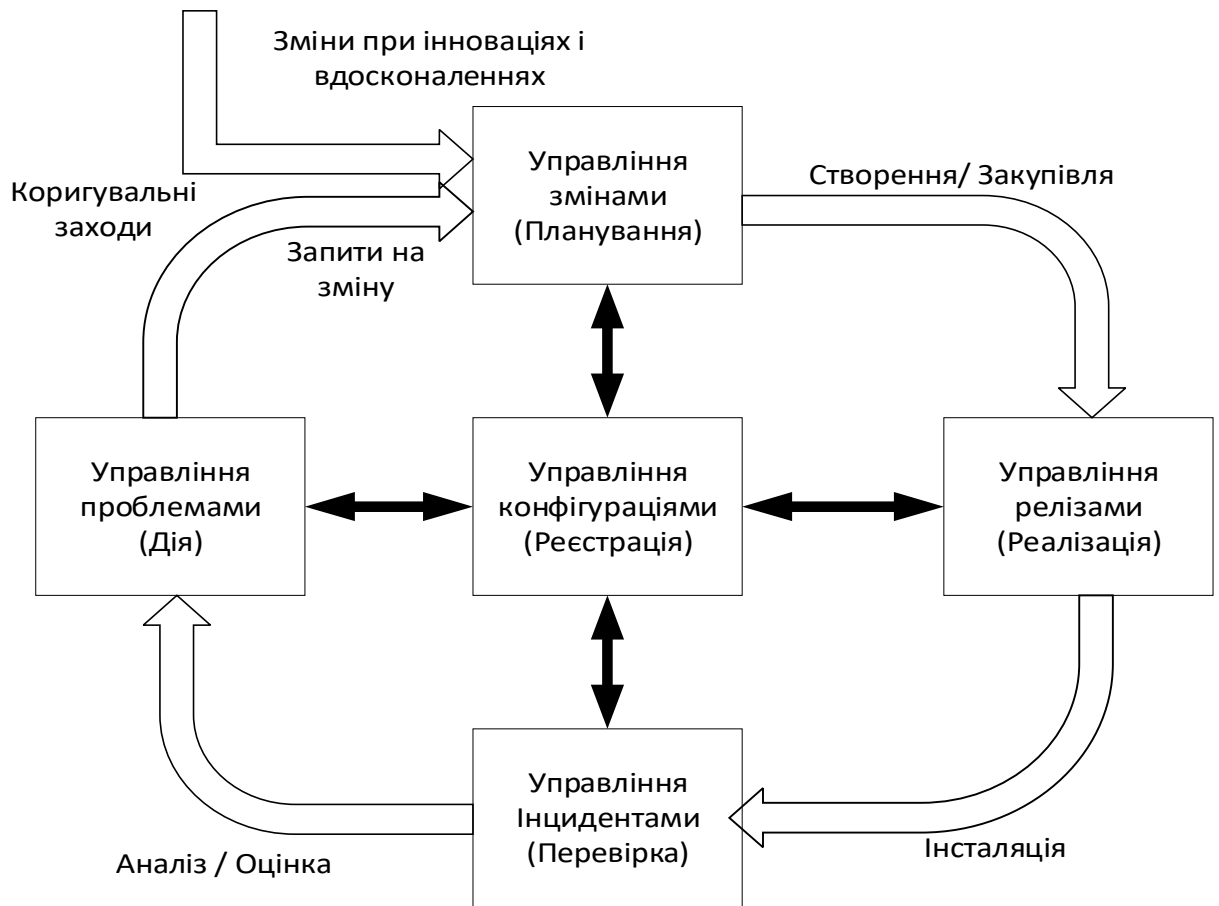 Зміни при інноваціях і
вдосконаленнях
Управління
змінами
(Планування)
Створення/ Закупівля
Коригувальні
заходи
Запити на
зміну
Управління
проблемами
(Дія)
Управління
конфігураціями
(Реєстрація)
Управління
релізами
(Реалізація)
Управління
Інцидентами
(Перевірка)
Інсталяція
Аналіз / Оцінка